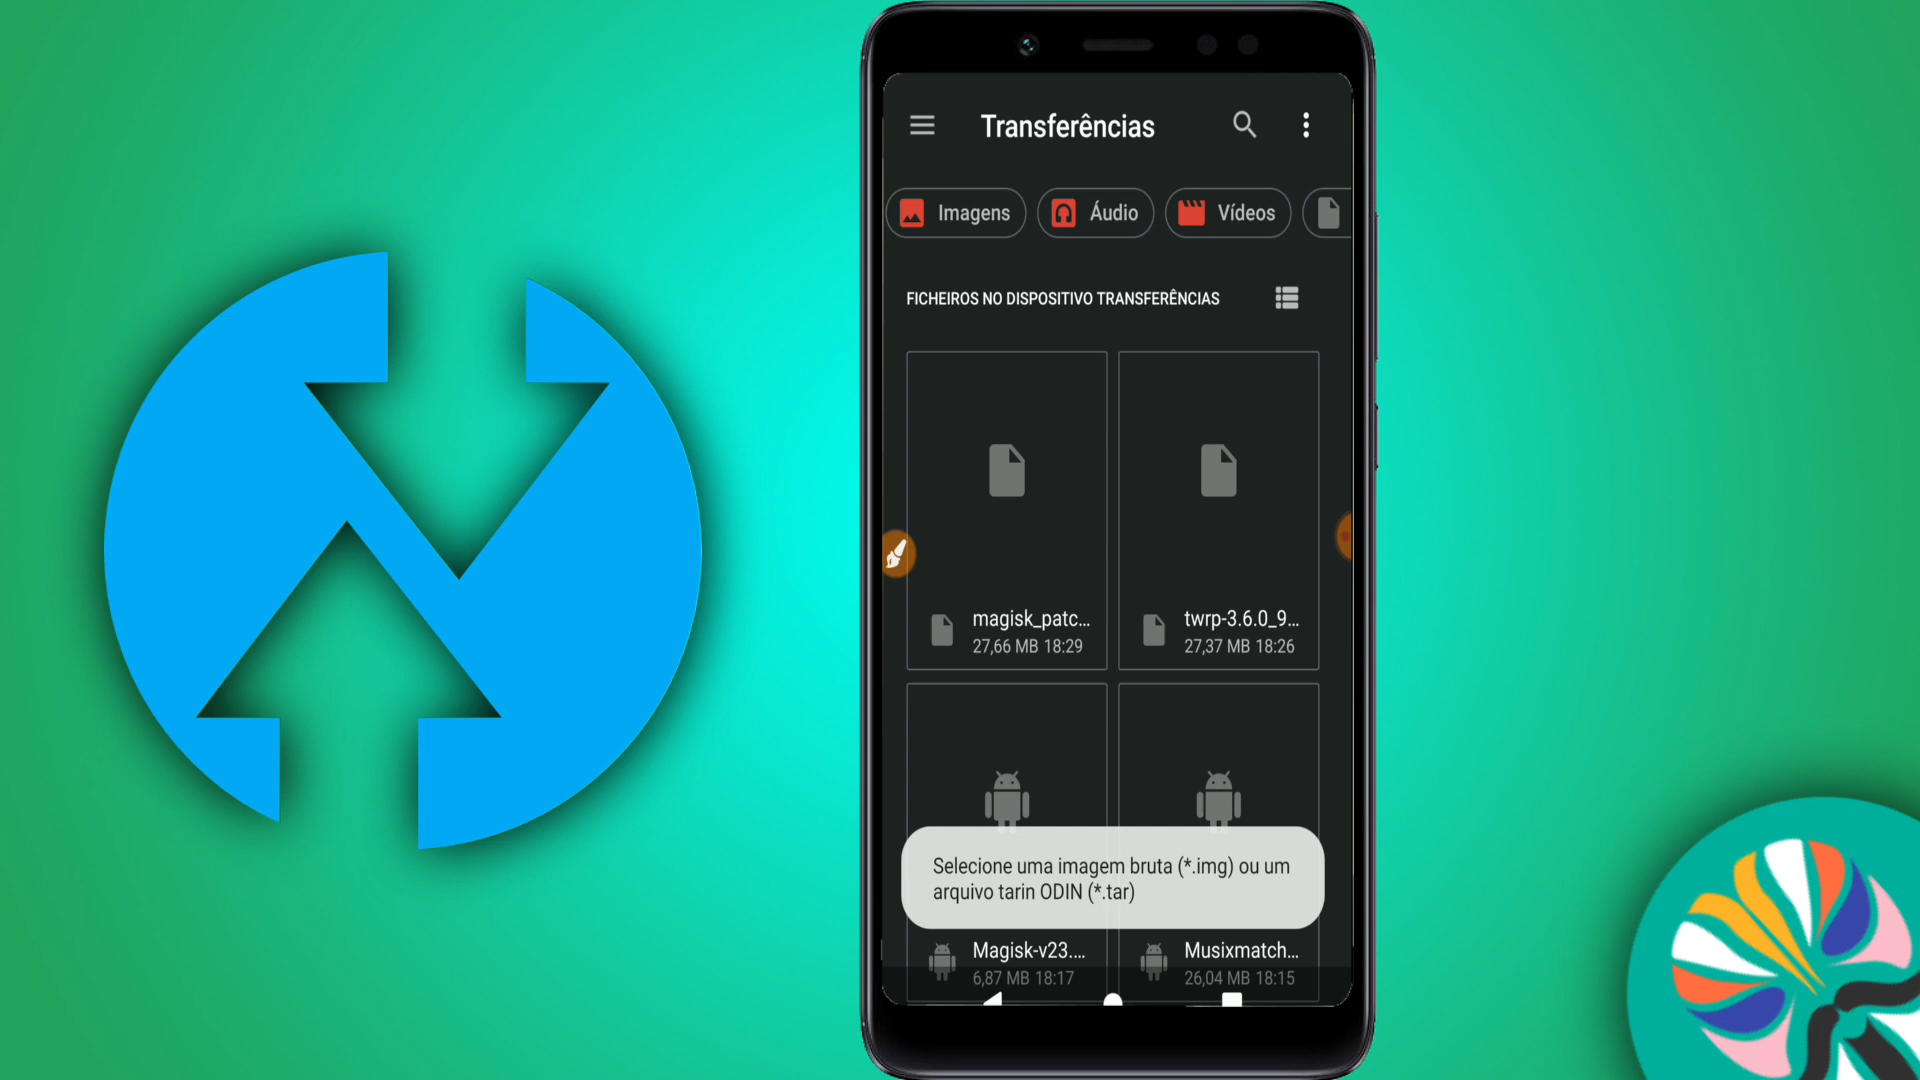 Transferências
Imagens
Áudio
Vídeos
FICHEIROS NO DISPOSITIVO TRANSFERÊNCIAS
magisk_patc...
27,66 MB 18:29
twrp-3.6.0_9...
27,37 MB 18:26
Selecione uma imagem bruta (*.img) ou um
arquivo tarin ODIN (*.tar)
Magisk-v23....
6,87 MB 18:17
Musixmatch...
26,04 MB 18:15